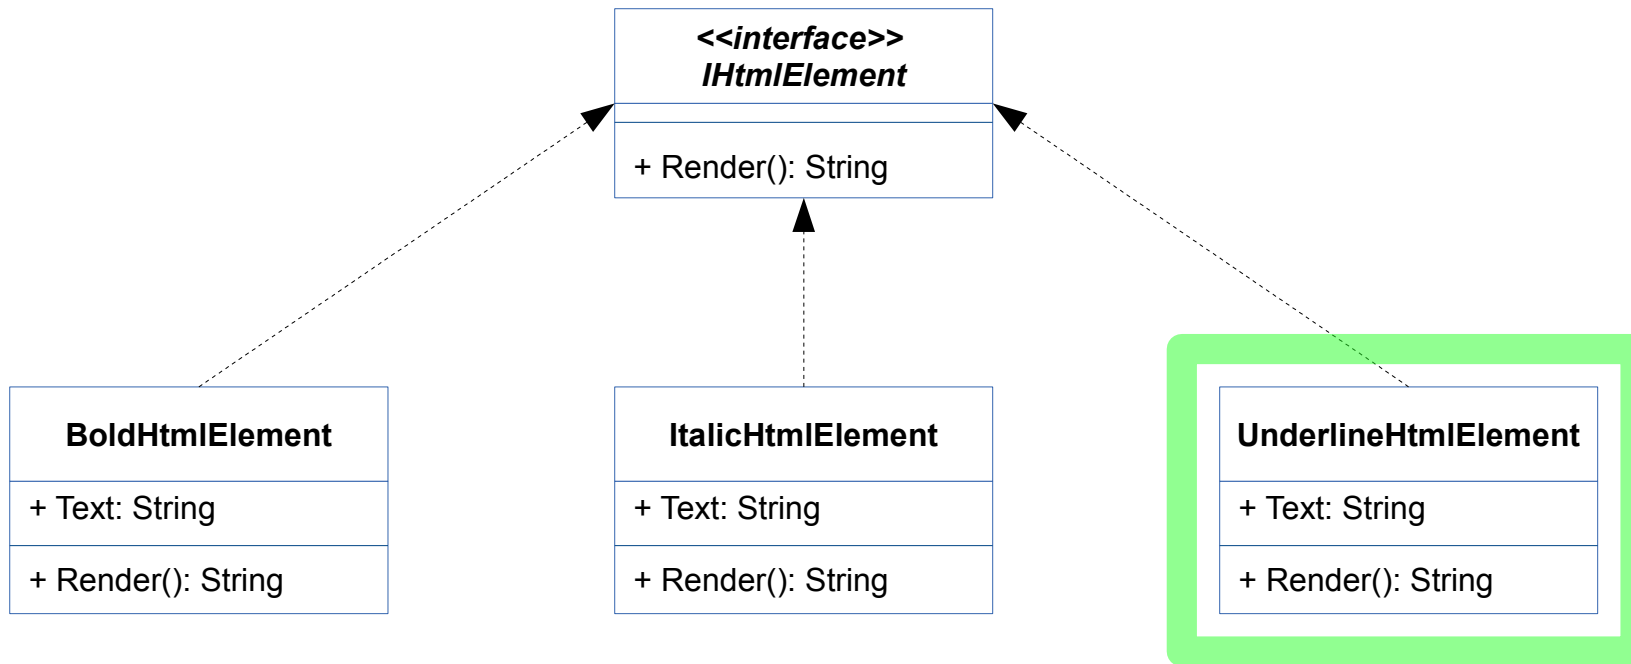 <<interface>>
IHtmlElement
+ Render(): String
BoldHtmlElement
+ Text: String
+ Render(): String
ItalicHtmlElement
+ Text: String
+ Render(): String
UnderlineHtmlElement
+ Text: String
+ Render(): String